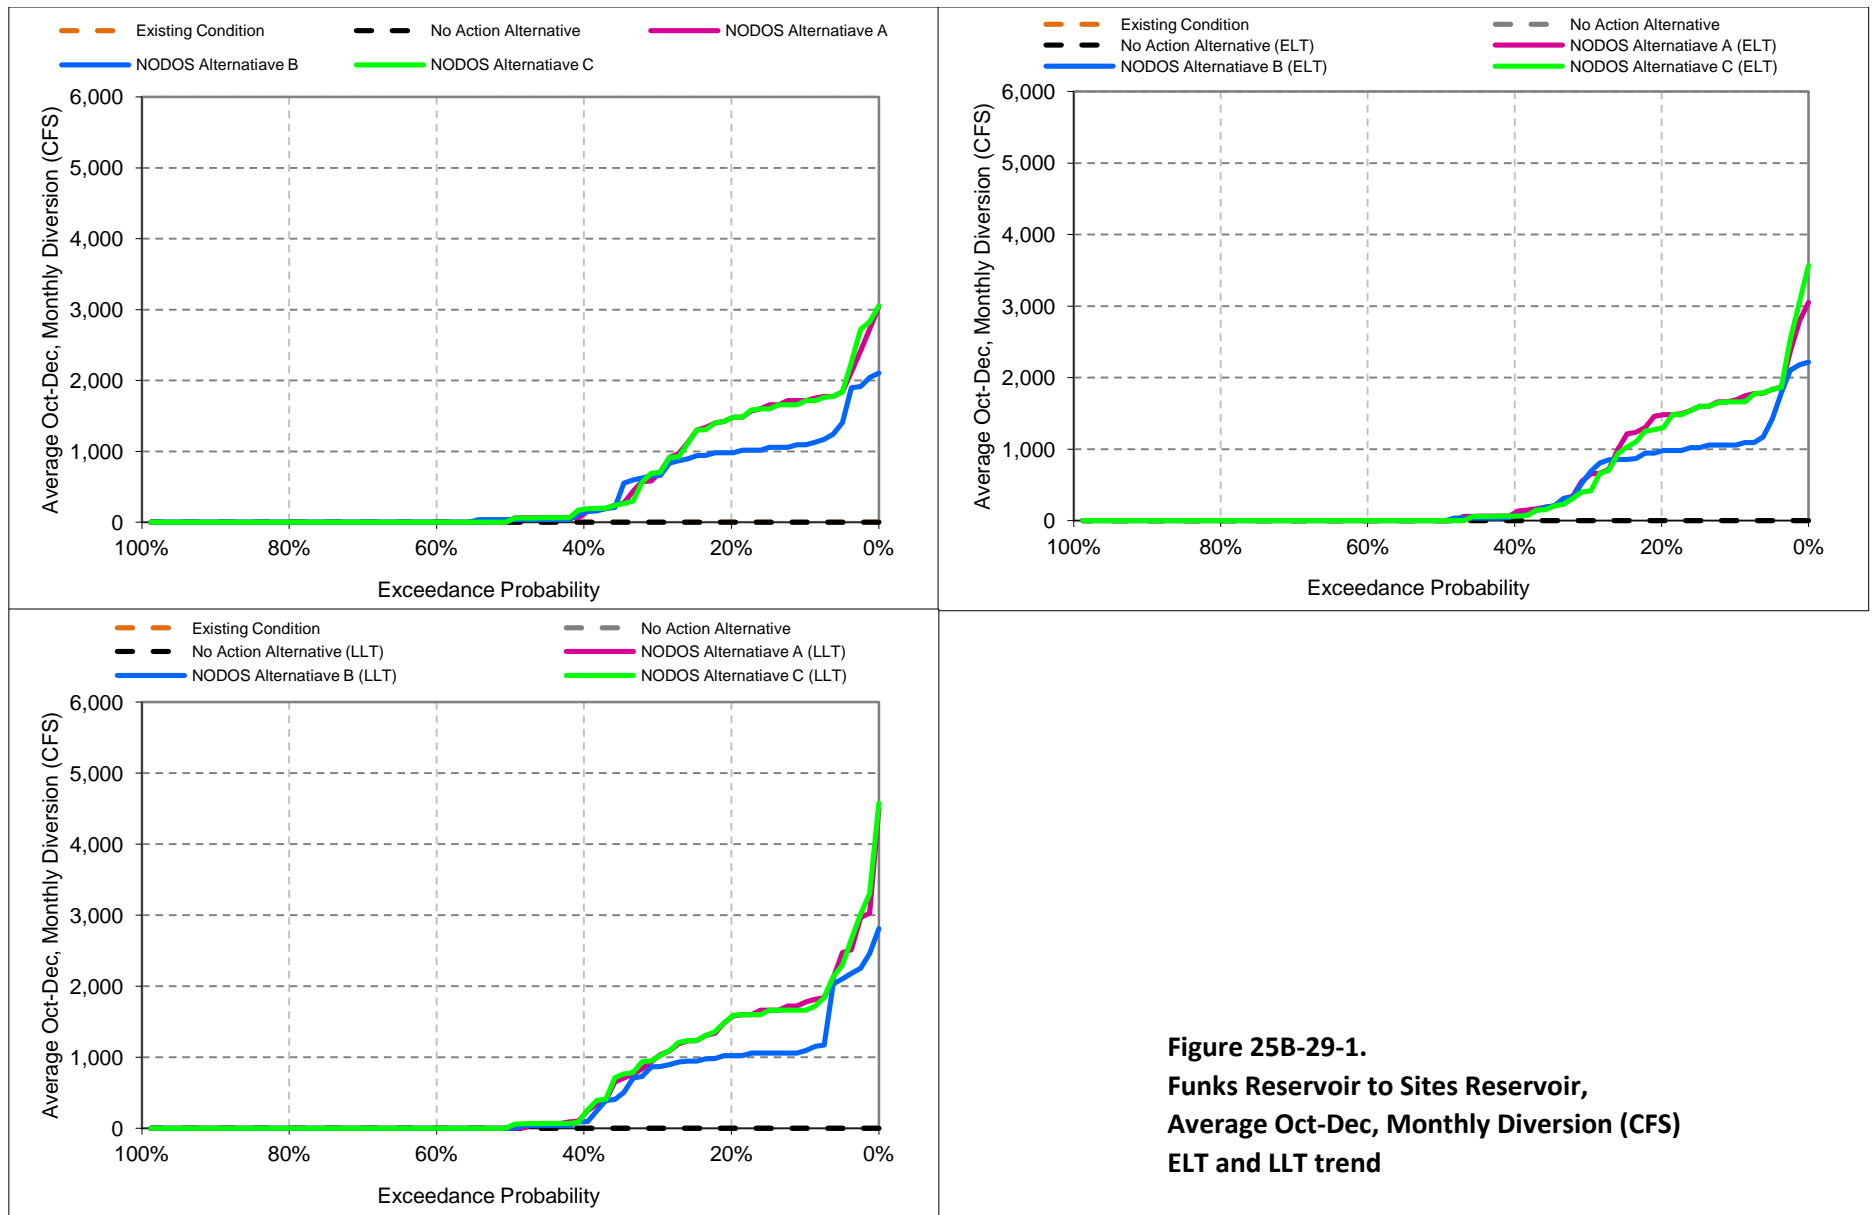 Existing Condition
No Action Alternative
NODOS Alternatiave A
NODOS Alternatiave B
NODOS Alternatiave C
Average Oct-Dec, Monthly Diversion (CFS)
6,000
5,000
4,000
3,000
2,000
1,000
0
100% 80% 60% 40% 20% 0%
Exceedance Probability
Existing Condition
No Action Alternative
No Action Alternative (ELT)
NODOS Alternatiave A (ELT)
NODOS Alternatiave B (ELT)
NODOS Alternatiave C (ELT)
Average Oct-Dec, Monthly Diversion (CFS)
6,000
5,000
4,000
3,000
2,000
1,000
0
100% 80% 60% 40% 20% 0%
Exceedance Probability
Existing Condition
No Action Alternative
No Action Alternative (LLT)
NODOS Alternatiave A (LLT)
NODOS Alternatiave B (LLT)
NODOS Alternatiave C (LLT)
Average Oct-Dec, Monthly Diversion (CFS)
6,000
5,000
4,000
3,000
2,000
1,000
0
100% 80% 60% 40% 20% 0%
Exceedance Probability
Figure 25B-29-1.
Funks Reservoir to Sites Reservoir,
Average Oct-Dec, Monthly Diversion (CFS)
ELT and LLT trend